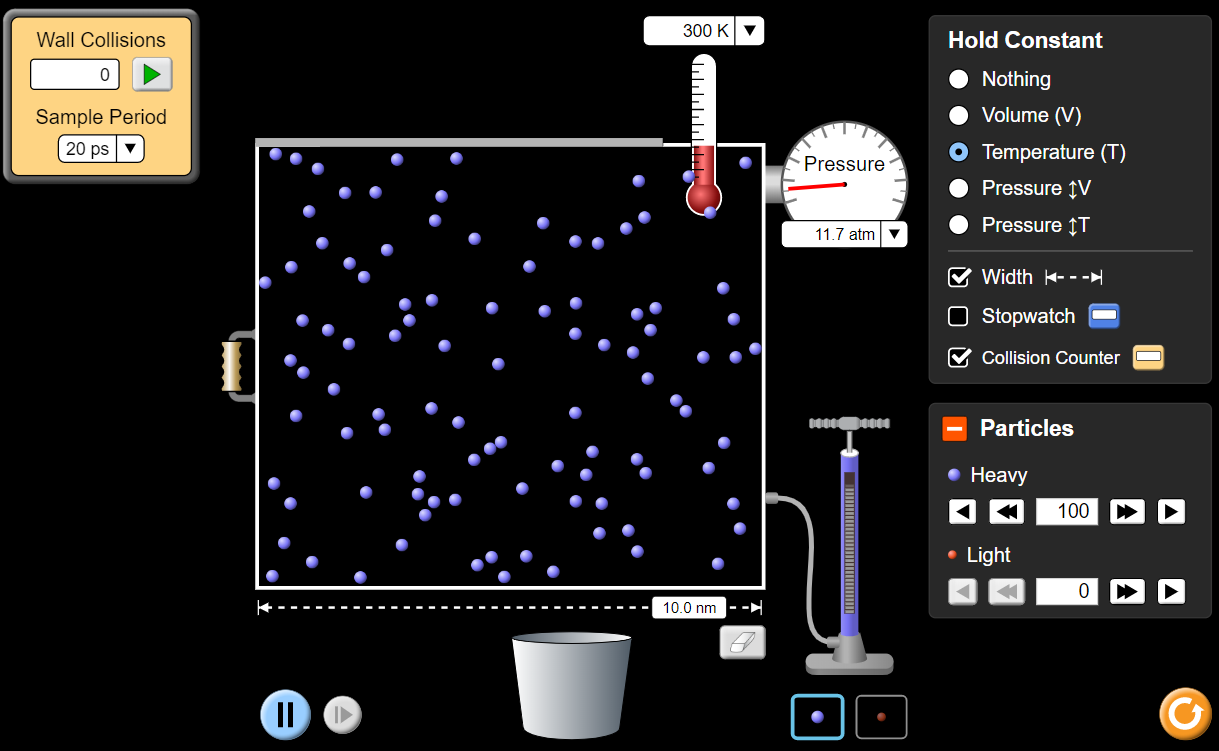 Wall Collisions
0
Sample Period
20 ps
300 K
Pressure
11.7 atm
10.0 nm
Hold Constant
Nothing
Volume (V)
Temperature (T)
Pressure ↕V
Pressure ↕T
Width
Stopwatch
Collision Counter
Particles
Heavy
100
Light
0